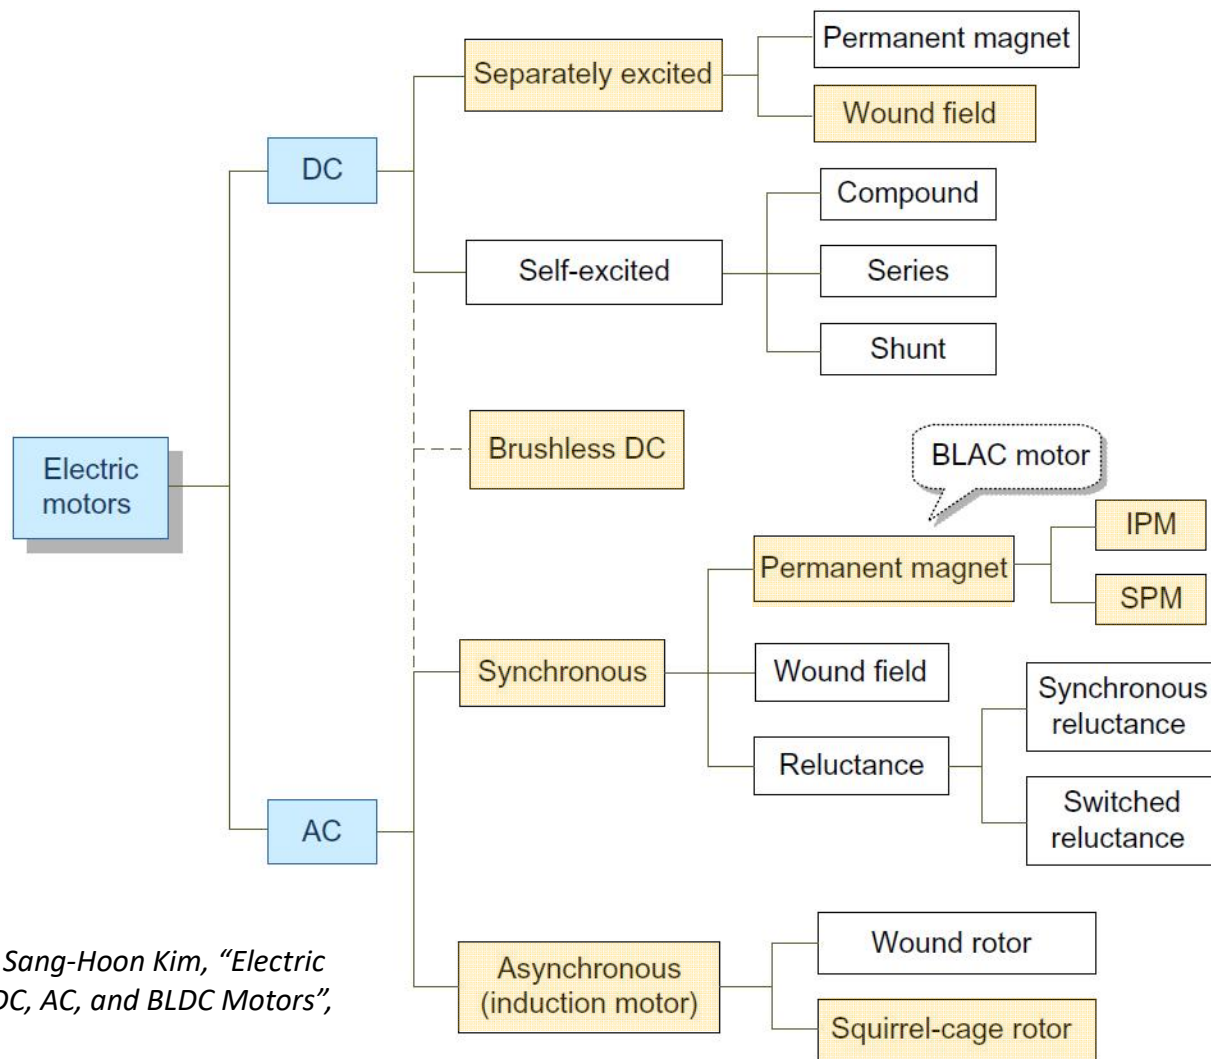 Permanent magnet
Separately excited
Wound field
DC
Compound
Self-excited
Series
Shunt
Brushless DC
BLAC motor
Electric
motors
IPM
Permanent magnet
SPM
Synchronous
Wound field
Synchronous
reluctance
Reluctance
Switched
reluctance
AC
Wound rotor
Asynchronous
(induction motor)
Squirrel-cage rotor
Sang-Hoon Kim, “Electric
DC, AC, and BLDC Motors”,